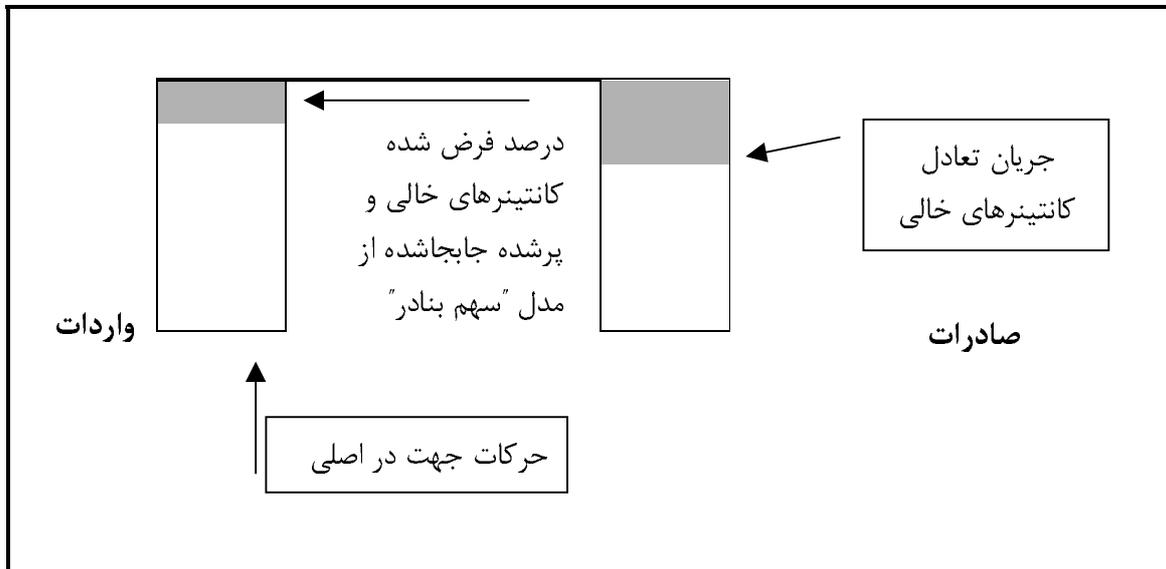 درصد فرض شده
کانتینرهای خالی و
پرشده جابجاشده از
مدل "سهم بنادر"
جریان تعادل
کانتینرهای خالی
صادرات
واردات
حرکات جهت در اصلی